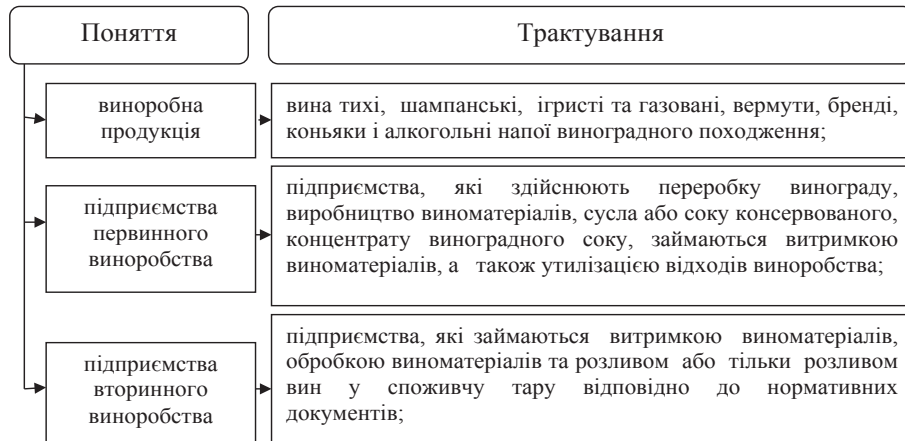 Поняття
Трактування
виноробна
продукція
вина тихі, шампанські, ігристі та газовані, вермути, бренді,
коньяки і алкогольні напої виноградного походження;
підприємства
первинного
виноробства
підприємства, які здійснюють переробку винограду,
виробництво виноматеріалів, сусла або соку консервованого,
концентрату виноградного соку, займаються витримкою
виноматеріалів, а також утилізацією відходів виноробства;
підприємства
вторинного
виноробства
підприємства, які займаються витримкою виноматеріалів,
обробкою виноматеріалів та розливом або тільки розливом
вин у споживчу тару відповідно до нормативних
документів;